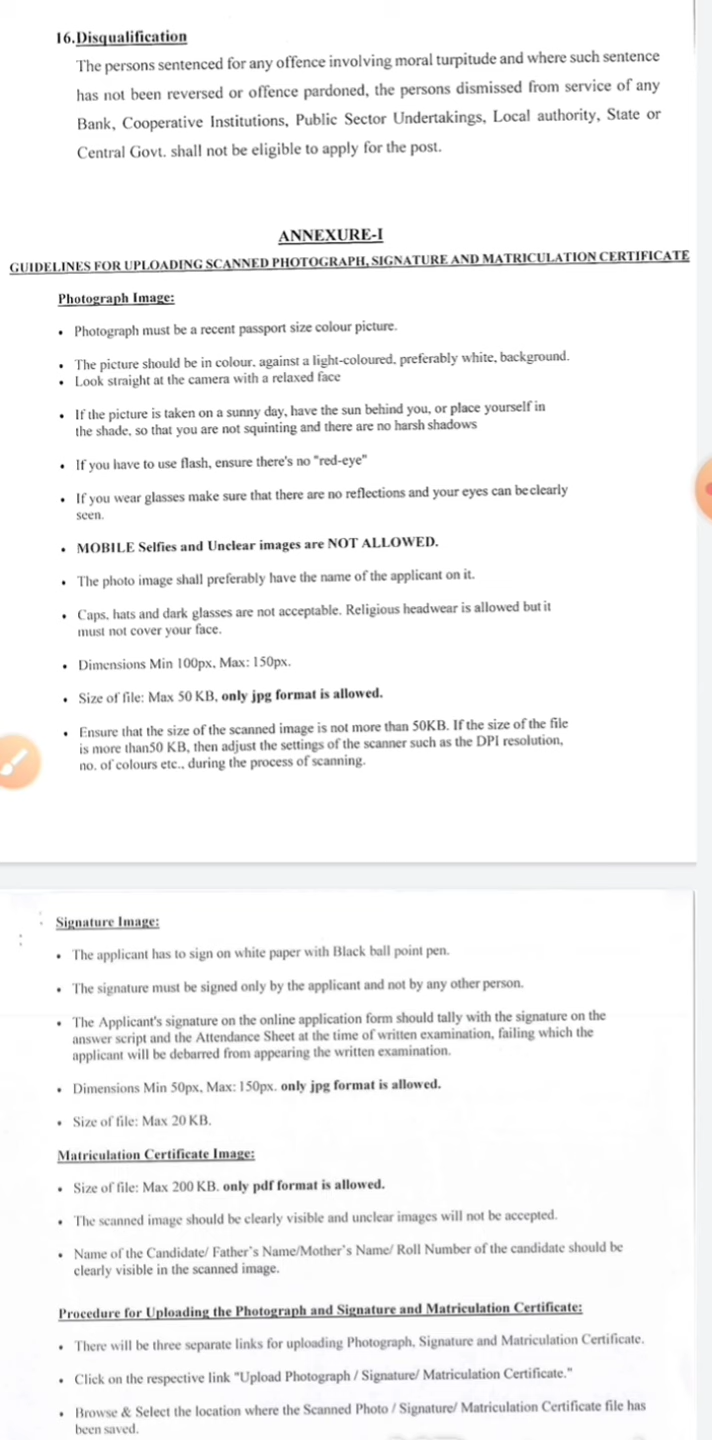 16.Disqualification
The persons sentenced for any offence involving moral turpitude and where such sentence
has not been reversed or offence pardoned, the persons dismissed from service of any
Bank, Cooperative Institutions, Public Sector Undertakings, Local authority, State or
Central Govt. shall not be eligible to apply for the post.
ANNEXURE-I
GUIDELINES FOR UPLOADING SCANNED PHOTOGRAPH, SIGNATURE AND MATRICULATION CERTIFICATE
Photograph Image:
• Photograph must be a recent passport size colour picture.
• The picture should be in colour, against a light-coloured, preferably white, background.
• Look straight at the camera with a relaxed face
• If the picture is taken on a sunny day, have the sun behind you, or place yourself in
the shade, so that you are not squinting and there are no harsh shadows
• If you have to use flash, ensure there's no "red-eye"
• If you wear glasses make sure that there are no reflections and your eyes can beclearly
seen.
• MOBILE Selfies and Unclear images are NOT ALLOWED.
• The photo image shall preferably have the name of the applicant on it.
• Caps, hats and dark glasses are not acceptable. Religious headwear is allowed but it
must not cover your face.
• Dimensions Min 100px, Max: 150px.
• Size of file: Max 50 KB, only jpg format is allowed.
• Ensure that the size of the scanned image is not more than 50KB. If the size of the file
is more than50 KB, then adjust the settings of the scanner such as the DPI resolution,
no. of colours etc., during the process of scanning.
Signature Image:
• The applicant has to sign on white paper with Black ball point pen.
• The signature must be signed only by the applicant and not by any other person.
• The Applicant's signature on the online application form should tally with the signature on the
answer script and the Attendance Sheet at the time of written examination, failing which the
applicant will be debarred from appearing the written examination.
• Dimensions Min 50px, Max: 150px. only jpg format is allowed.
• Size of file: Max 20 KB.
Matriculation Certificate Image:
• Size of file: Max 200 KB. only pdf format is allowed.
• The scanned image should be clearly visible and unclear images will not be accepted.
• Name of the Candidate/ Father's Name/Mother's Name/ Roll Number of the candidate should be
clearly visible in the scanned image.
Procedure for Uploading the Photograph and Signature and Matriculation Certificate:
• There will be three separate links for uploading Photograph, Signature and Matriculation Certificate.
• Click on the respective link "Upload Photograph / Signature/ Matriculation Certificate."
• Browse & Select the location where the Scanned Photo / Signature/ Matriculation Certificate file has
been saved.